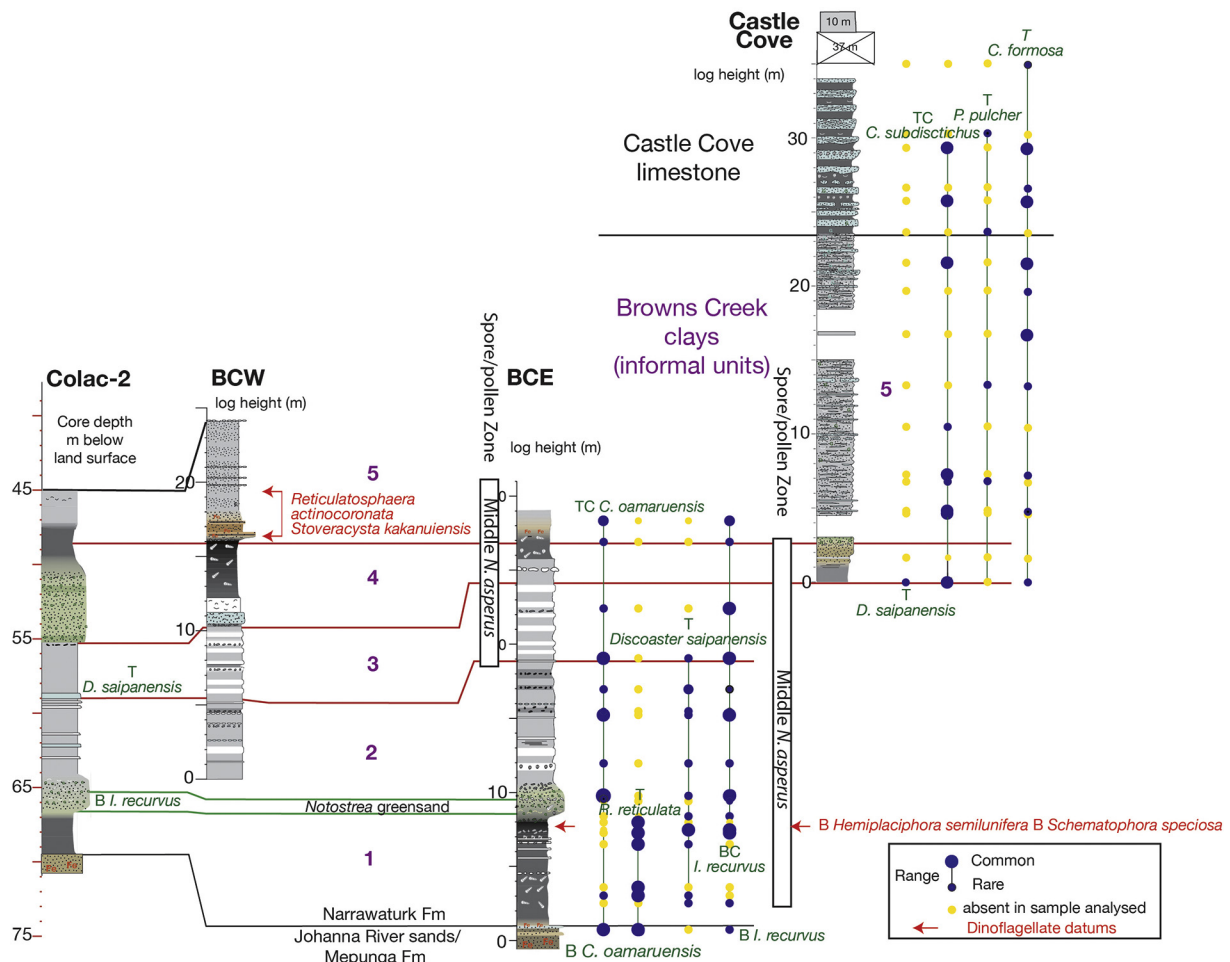 Castle
Cove
10 m
37 m
log height (m)
T
C. formosa
T
P. pulcher
TC
C. subdisctichus
30
Castle Cove
limestone
20
Browns Creek
clays
(informal units)
Spore/pollen Zone
5
10
0
T
D. saipanensis
Colac-2
Core depth
m below
land surface
45
55
65
75
T
D. saipanensis
B I. recurvus
BCW
log height (m)
20
10
0
5
Reticulatosphaera
actinocoronata
Stoveracysta kakanuiensis
4
3
2
Notostrea greensand
1
Narrawaturk Fm
Johanna River sands/
Mepunga Fm
Spore/pollen Zone
Middle N. asperus
BCE
log height (m)
0
0
10
0
TC C. oamaruensis
T
Discoaster saipanensis
T
R. reticulata
BC
I. recurvus
B I. recurvus
B C. oamaruensis
Middle N. asperus
B Hemiplaciphora semilunifera B Schematophora speciosa
Range
Common
Rare
absent in sample analysed
Dinoflagellate datums